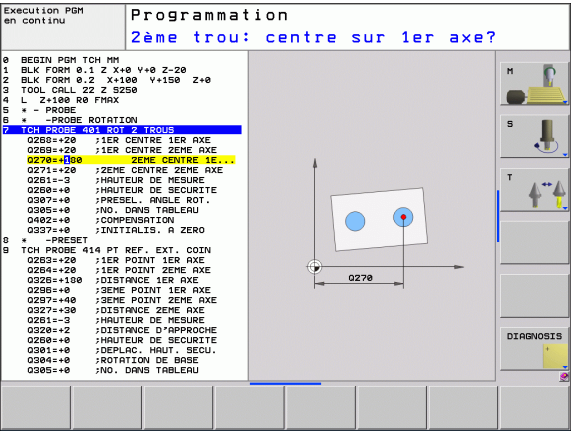 Execution PGM
en continu
Programmation
2ème trou: centre sur 1er axe?
0 BEGIN PGM TCH MM
1 BLK FORM 0.1 Z X+0 Y+0 Z-20
2 BLK FORM 0.2 X+100 Y+150 Z+0
3 TOOL CALL 22 Z S250
4 L Z+100 R0 FMAX
5 * - PROBE
6 * -PROBE ROTATION
7 TCH PROBE 401 ROT 2 TROUS
Q268=+20 ;1ER CENTRE 1ER AXE
Q269=+20 ;1ER CENTRE 2EME AXE
Q270=+180 2EME CENTRE 1E...
Q271=+20 ;2EME CENTRE 2EME AXE
Q261=-3 ;HAUTEUR DE MESURE
Q260=+0 ;HAUTEUR DE SECURITE
Q307=+0 ;PRESEL. ANGLE ROT.
Q305=+0 ;NO. DANS TABLEAU
Q402=+0 ;COMPENSATION
Q337=+0 ;INITIALIS. A ZERO
8 * -PRESET
9 TCH PROBE 414 PT REF. EXT. COIN
Q263=+20 ;1ER POINT 1ER AXE
Q264=+20 ;1ER POINT 2EME AXE
Q326=+180 ;DISTANCE 1ER AXE
Q296=+0 ;3EME POINT 1ER AXE
Q297=+40 ;3EME POINT 2EME AXE
Q327=+30 ;DISTANCE 2EME AXE
Q261=-3 ;HAUTEUR DE MESURE
Q320=+2 ;DISTANCE D'APPROCHE
Q260=+0 ;HAUTEUR DE SECURITE
Q301=+0 ;DEPLAC. HAUT. SECU.
Q304=+0 ;ROTATION DE BASE
Q305=+0 ;NO. DANS TABLEAU
Q270
M
S
T
DIAGNOSIS